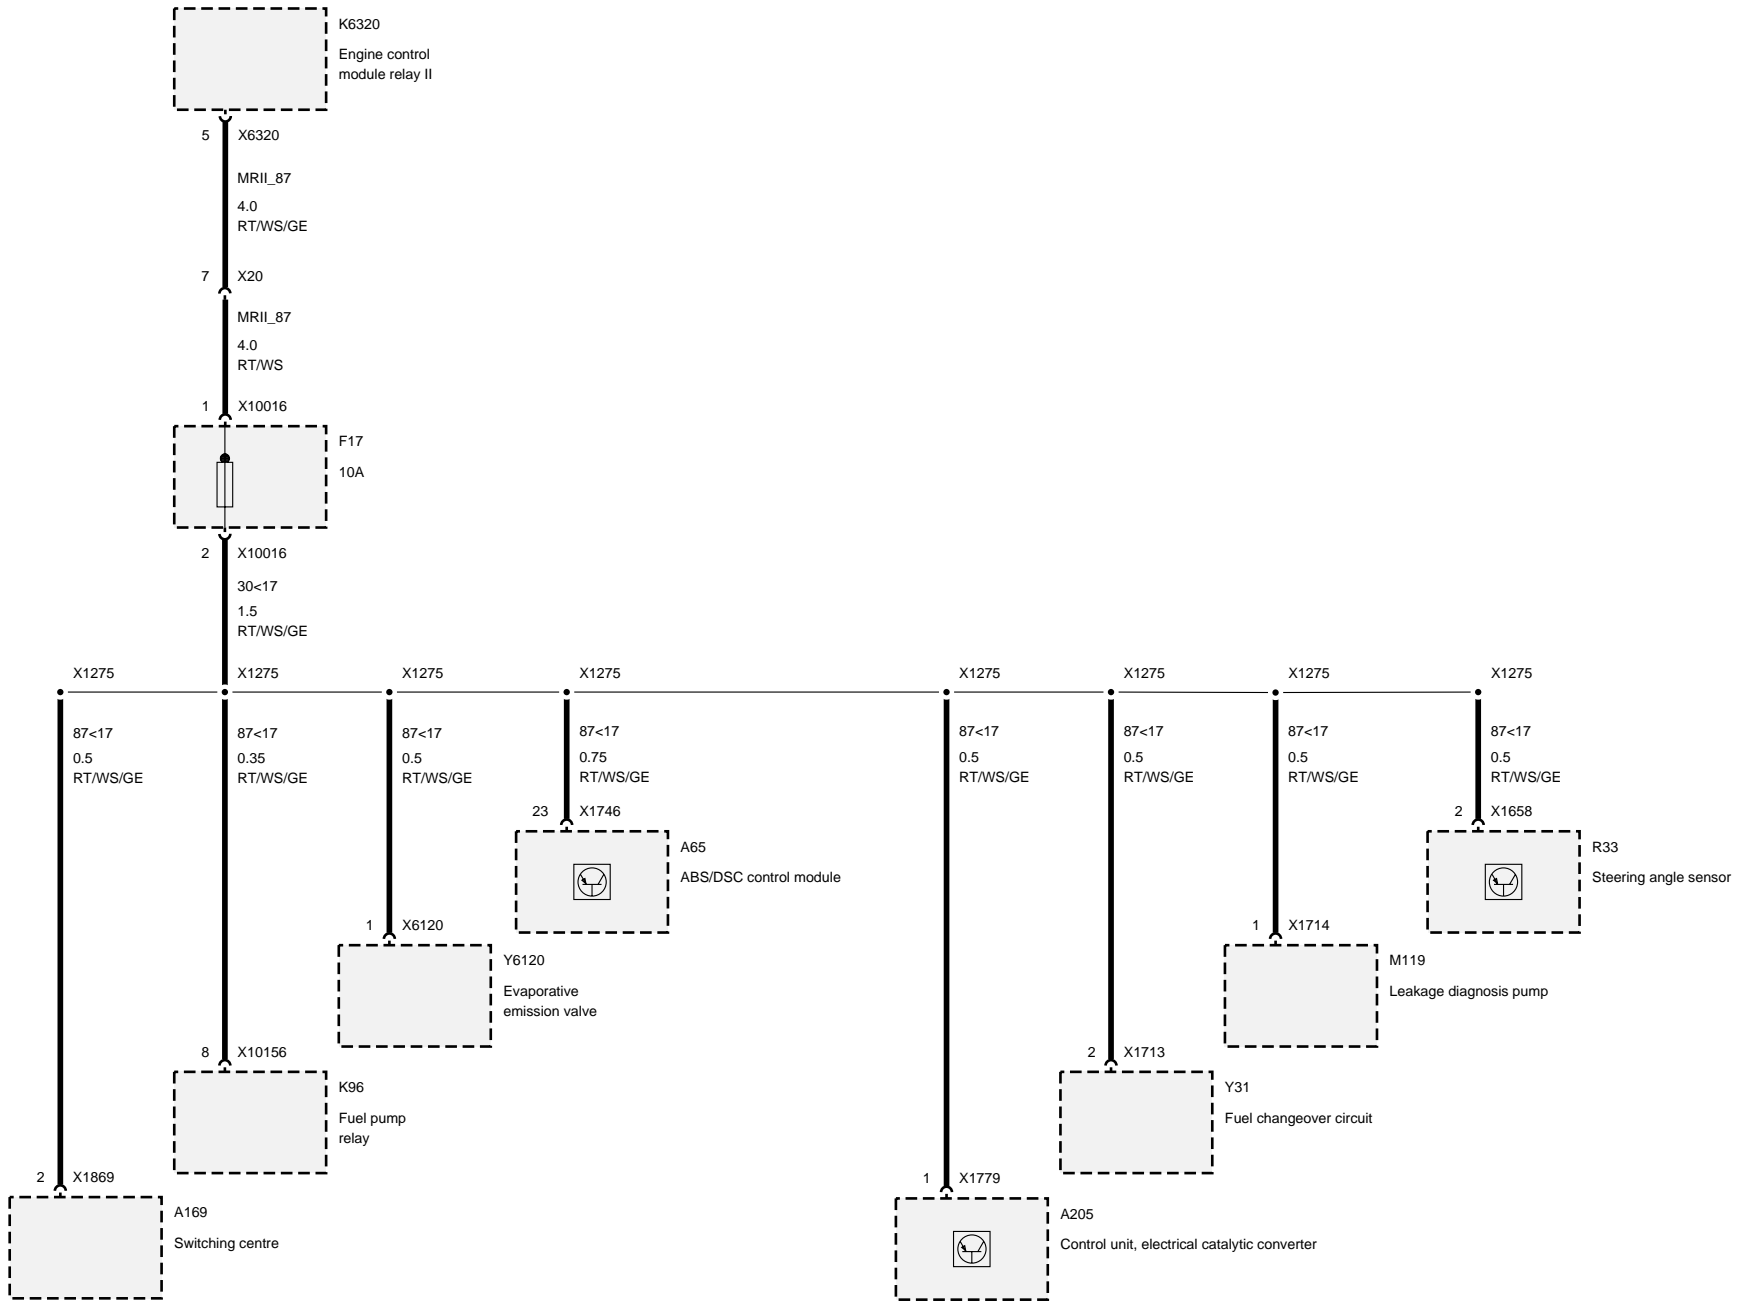 K6320
Engine control
module relay II
5 X6320
MRII_87
4.0
RT/WS/GE
7 X20
MRII_87
4.0
RT/WS
1 X10016
F17
10A
2 X10016
30<17
1.5
RT/WS/GE
X1275 X1275 X1275 X1275 X1275 X1275 X1275 X1275
87<17 87<17 87<17 87<17 87<17 87<17 87<17 87<17
0.5 0.35 0.5 0.75 0.5 0.5 0.5 0.5
RT/WS/GE RT/WS/GE RT/WS/GE RT/WS/GE RT/WS/GE RT/WS/GE RT/WS/GE RT/WS/GE
23 X1746 2 X1658
A65 R33
ABS/DSC control module Steering angle sensor
1 X6120 1 X1714
Y6120 M119
Evaporative Leakage diagnosis pump
emission valve
8 X10156 2 X1713
K96 Y31
Fuel pump Fuel changeover circuit
relay
2 X1869 1 X1779
A169 A205
Switching centre Control unit, electrical catalytic converter